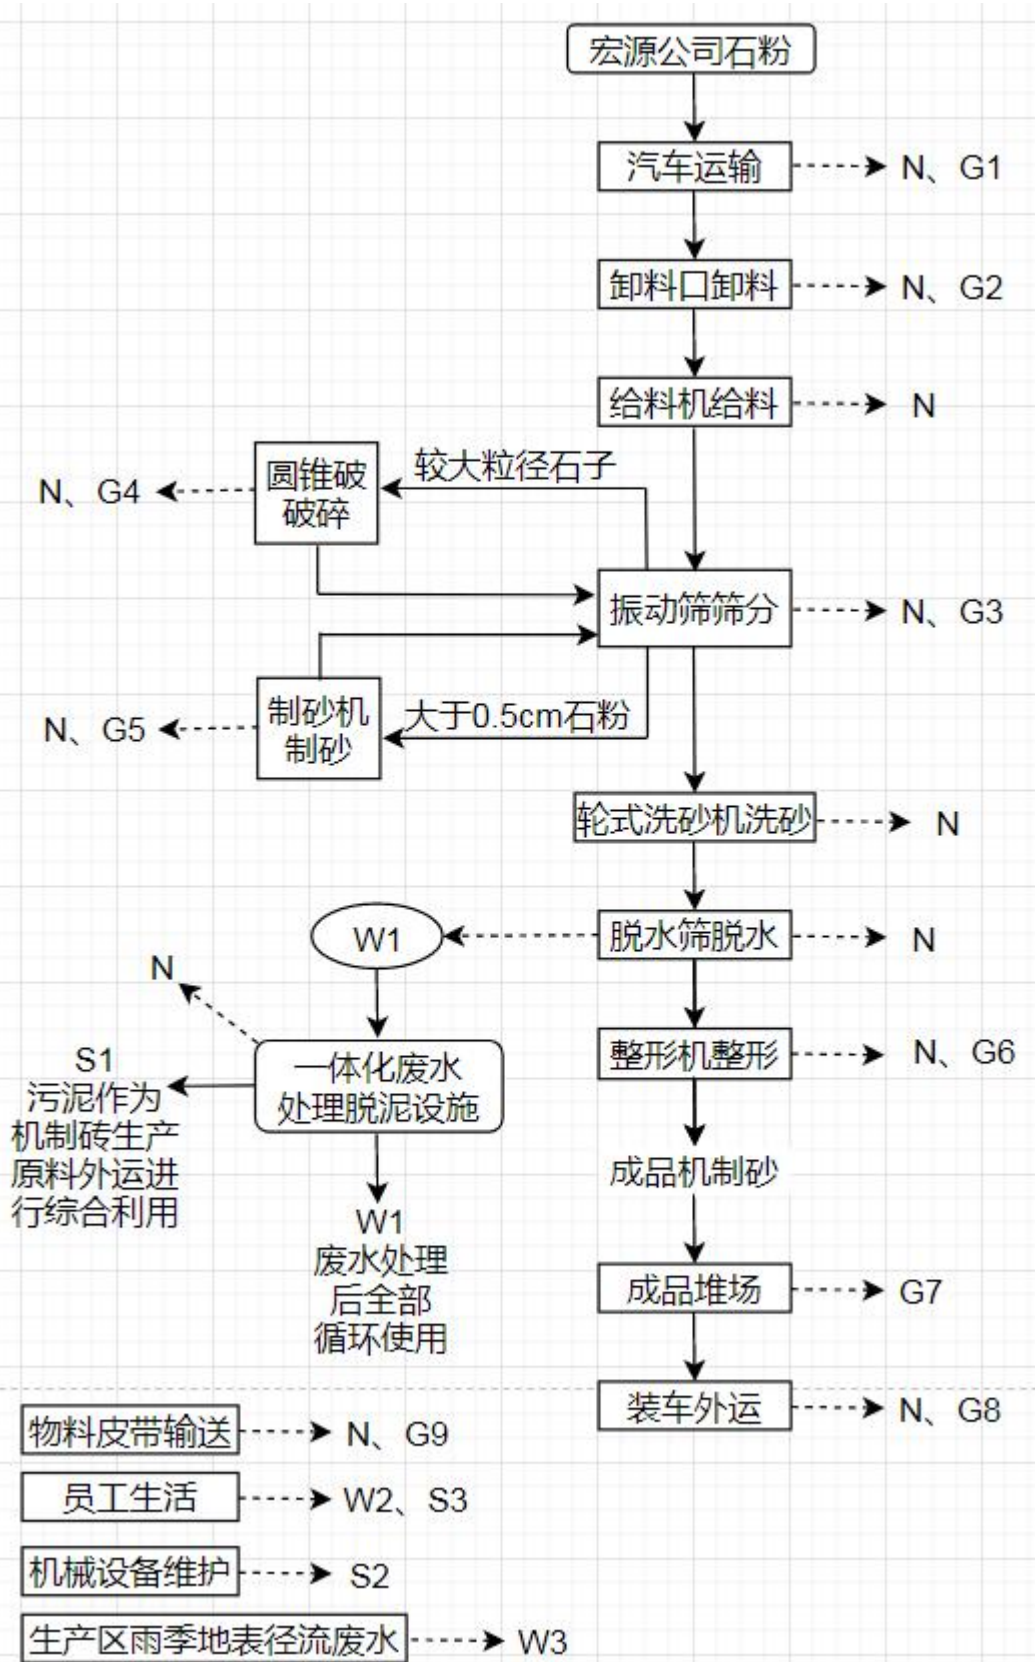 宏源公司石粉
汽车运输
N、G1
卸料口卸料
N、G2
给料机给料
N
较大粒径石子
圆锥破
破碎
N、G4
振动筛筛分
N、G3
制砂机
制砂
N、G5
大于0.5cm石粉
轮式洗砂机洗砂
N
W1
脱水筛脱水
N
N
一体化废水
处理脱泥设施
整形机整形
N、G6
S1
污泥作为
机制砖生产
原料外运进
行综合利用
成品机制砂
W1
废水处理
后全部
循环使用
成品堆场
G7
装车外运
N、G8
物料皮带输送
N、G9
员工生活
W2、S3
机械设备维护
S2
生产区雨季地表径流废水
W3